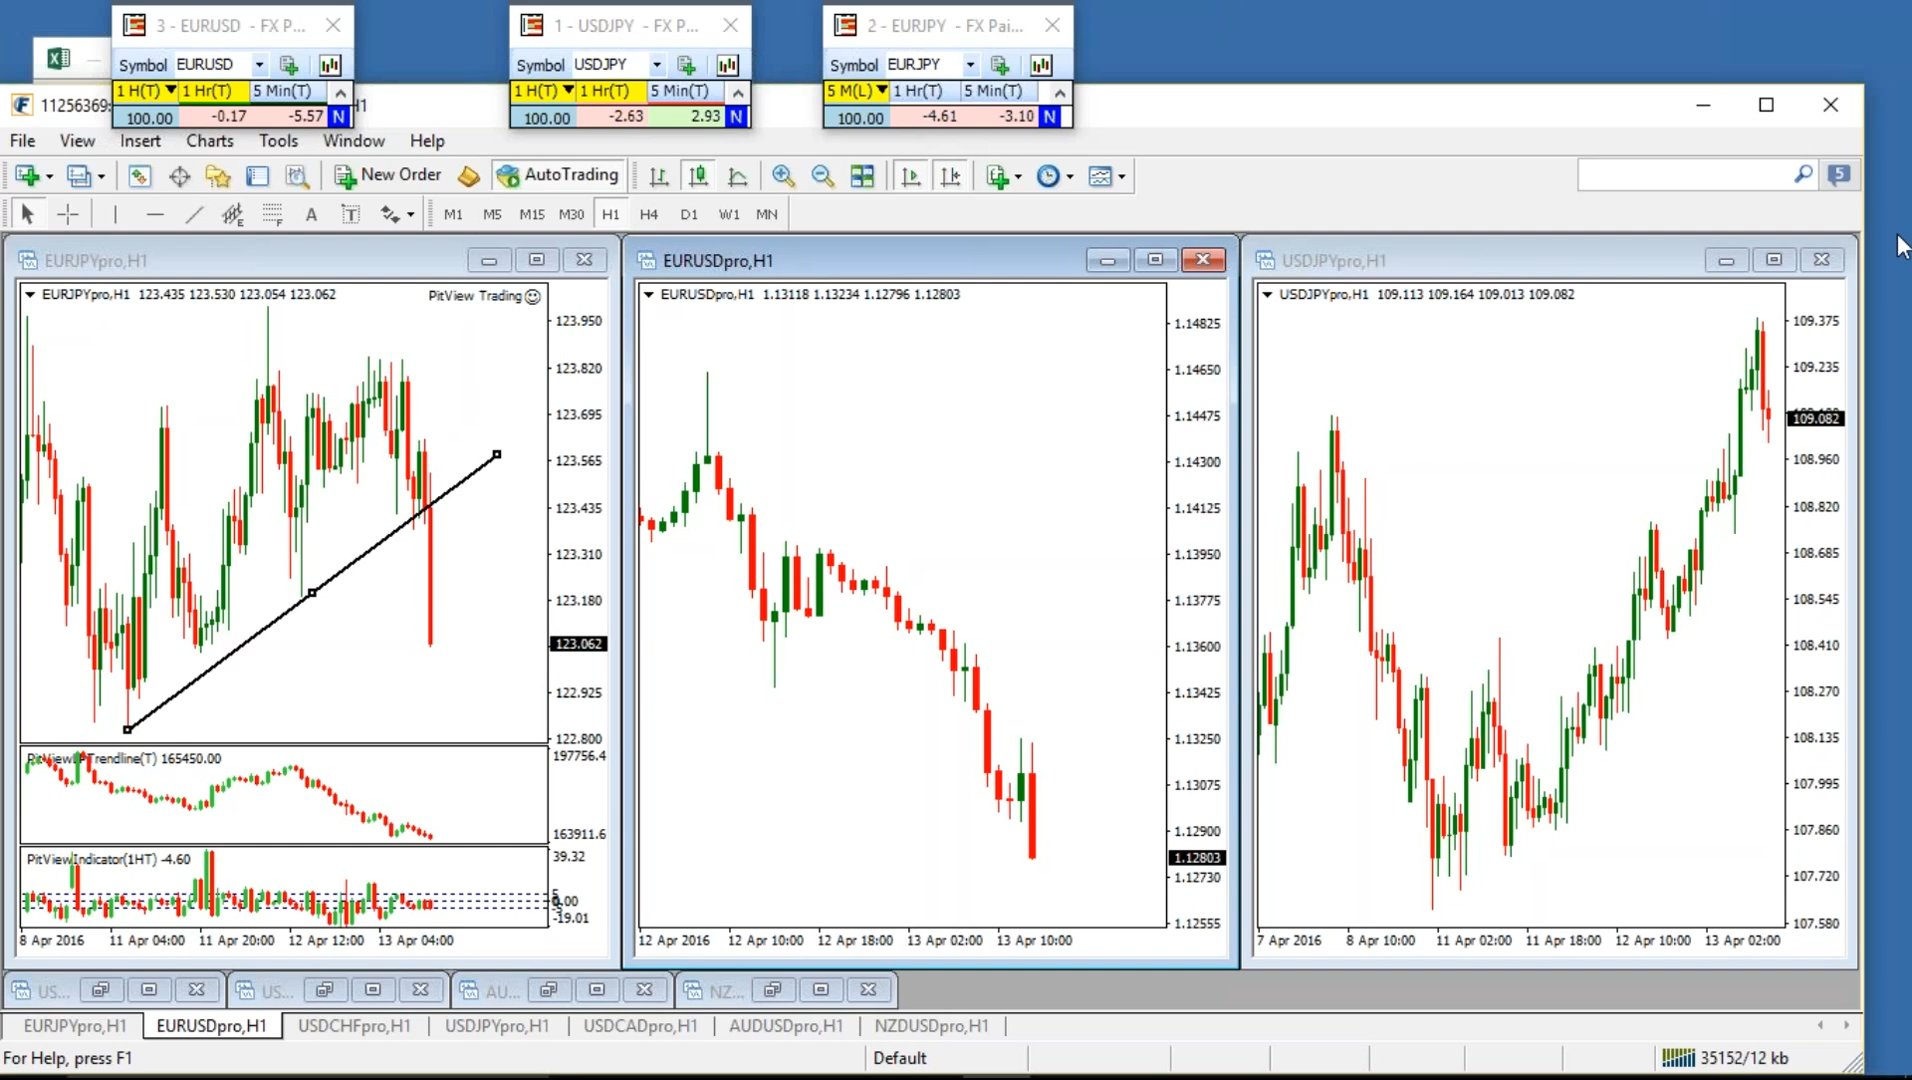 3 - EURUSD - FX P...
1 - USDJPY - FX P...
2 - EURJPY - FX Pai...
Symbol EURUSD
Symbol USDJPY
Symbol EURJPY
1 H(T) 1 Hr(T) 5 Min(T)
1 H(T) 1 Hr(T) 5 Min(T)
5 M(L) 1 Hr(T) 5 Min(T)
100.00 -0.17 -5.57 N
100.00 -2.63 2.93 N
100.00 -4.61 -3.10 N
11256369: H1
File View Insert Charts Tools Window Help
New Order AutoTrading 5
E F A T M1 M5 M15 M30 H1 H4 D1 W1 MN
EURJPYpro,H1
EURUSDpro,H1
USDJPYpro,H1
EURJPYpro,H1 123.435 123.530 123.054 123.062 PitView Trading
123.950
123.820
123.695
123.565
123.435
123.310
123.180
123.062
122.925
122.800
PitViewLPTrendline(T) 165450.00
197756.4
163911.6
PitViewIndicator(1HT) -4.60
39.32
0.00
-19.01
8 Apr 2016 11 Apr 04:00 11 Apr 20:00 12 Apr 12:00 13 Apr 04:00
EURUSDpro,H1 1.13118 1.13234 1.12796 1.12803
1.14825
1.14650
1.14475
1.14300
1.14125
1.13950
1.13775
1.13600
1.13425
1.13250
1.13075
1.12900
1.12803
1.12730
1.12555
12 Apr 2016 12 Apr 10:00 12 Apr 18:00 13 Apr 02:00 13 Apr 10:00
USDJPYpro,H1 109.113 109.164 109.013 109.082
109.375
109.235
109.082
108.960
108.820
108.685
108.545
108.410
108.270
108.135
107.995
107.860
107.720
107.580
7 Apr 2016 8 Apr 10:00 11 Apr 02:00 11 Apr 18:00 12 Apr 10:00 13 Apr 02:00
US... US... AU... NZ...
EURJPYpro,H1 EURUSDpro,H1 USDCHFpro,H1 USDJPYpro,H1 USDCADpro,H1 AUDUSDpro,H1 NZDUSDpro,H1
For Help, press F1
Default
35152/12 kb